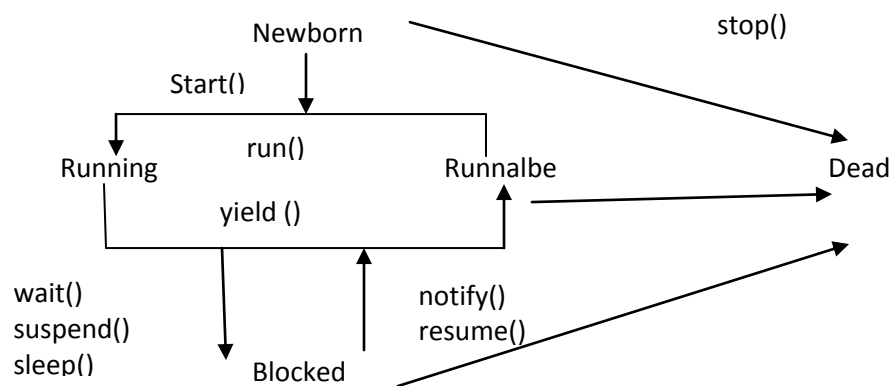 Newborn
stop()
Start()
run()
Running
Runnalbe
Dead
yield ()
wait()
suspend()
sleep()
notify()
resume()
Blocked